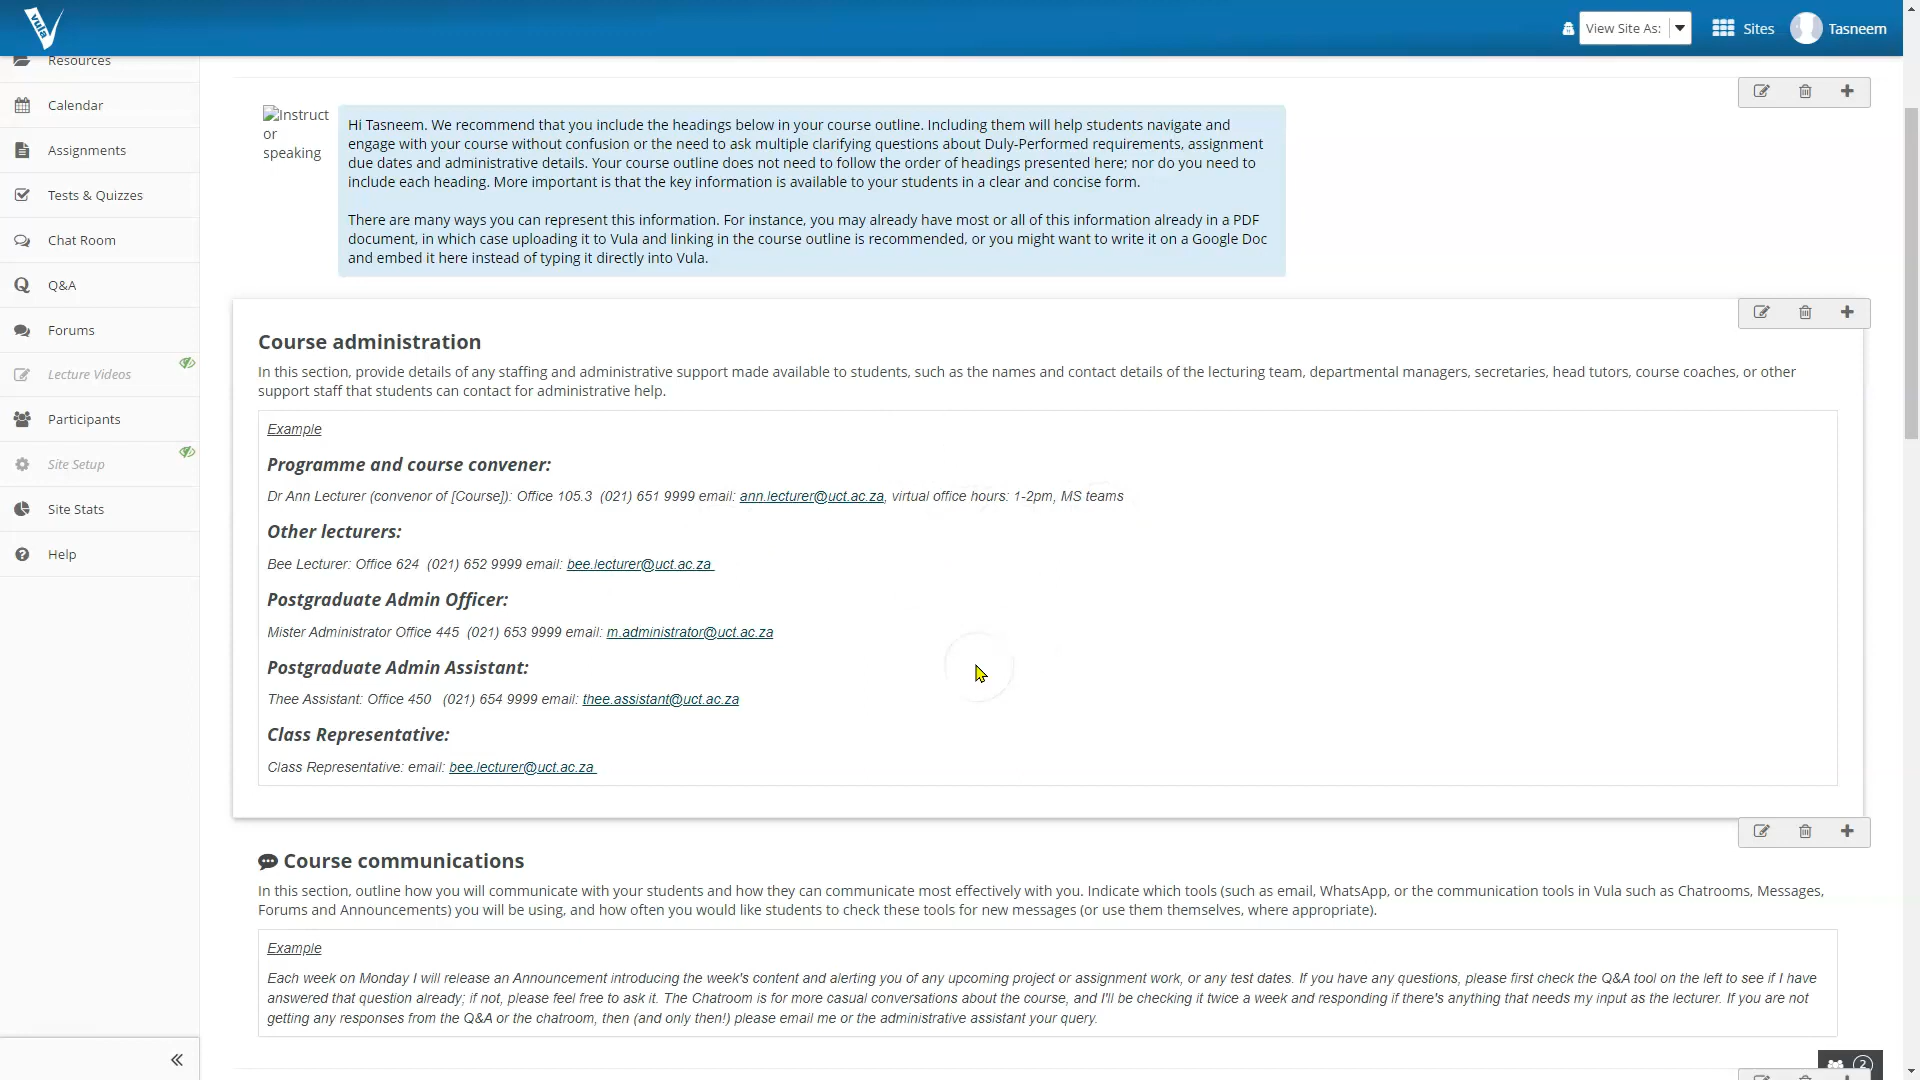 vula
View Site As:
Sites
Tasneem
Resources
Calendar
Assignments
Tests & Quizzes
Chat Room
Q&A
Forums
Lecture Videos
Participants
Site Setup
Site Stats
Help
Instruct
or
speaking
Hi Tasneem. We recommend that you include the headings below in your course outline. Including them will help students navigate and
engage with your course without confusion or the need to ask multiple clarifying questions about Duly-Performed requirements, assignment
due dates and administrative details. Your course outline does not need to follow the order of headings presented here; nor do you need to
include each heading. More important is that the key information is available to your students in a clear and concise form.
There are many ways you can represent this information. For instance, you may already have most or all of this information already in a PDF
document, in which case uploading it to Vula and linking in the course outline is recommended, or you might want to write it on a Google Doc
and embed it here instead of typing it directly into Vula.
Course administration
In this section, provide details of any staffing and administrative support made available to students, such as the names and contact details of the lecturing team, departmental managers, secretaries, head tutors, course coaches, or other
support staff that students can contact for administrative help.
Example
Programme and course convener:
Dr Ann Lecturer (convenor of [Course]): Office 105.3 (021) 651 9999 email: ann.lecturer@uct.ac.za, virtual office hours: 1-2pm, MS teams
Other lecturers:
Bee Lecturer: Office 624 (021) 652 9999 email: bee.lecturer@uct.ac.za
Postgraduate Admin Officer:
Mister Administrator Office 445 (021) 653 9999 email: m.administrator@uct.ac.za
Postgraduate Admin Assistant:
Thee Assistant: Office 450 (021) 654 9999 email: thee.assistant@uct.ac.za
Class Representative:
Class Representative: email: bee.lecturer@uct.ac.za
Course communications
In this section, outline how you will communicate with your students and how they can communicate most effectively with you. Indicate which tools (such as email, WhatsApp, or the communication tools in Vula such as Chatrooms, Messages,
Forums and Announcements) you will be using, and how often you would like students to check these tools for new messages (or use them themselves, where appropriate).
Example
Each week on Monday I will release an Announcement introducing the week's content and alerting you of any upcoming project or assignment work, or any test dates. If you have any questions, please first check the Q&A tool on the left to see if I have
answered that question already; if not, please feel free to ask it. The Chatroom is for more casual conversations about the course, and I'll be checking it twice a week and responding if there's anything that needs my input as the lecturer. If you are not
getting any responses from the Q&A or the chatroom, then (and only then!) please email me or the administrative assistant your query.
2